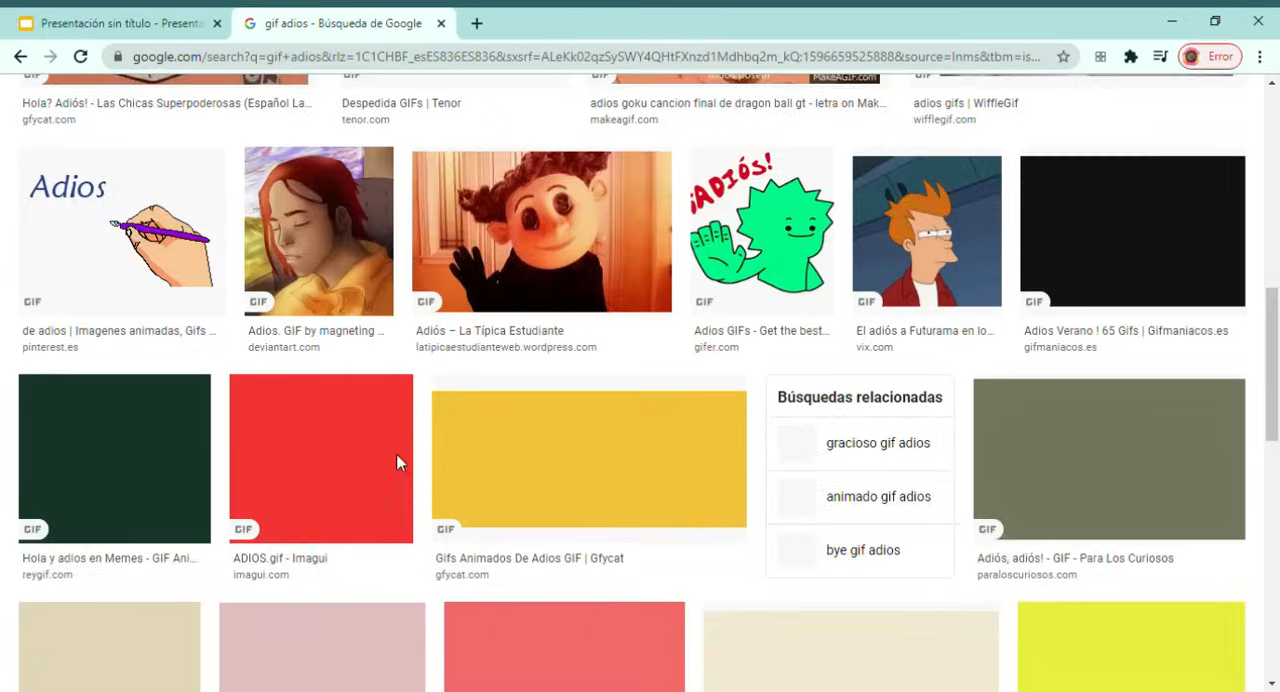 Presentación sin título - Presenta
gif adios - Búsqueda de Google
google.com/search?q=gif+adios&rlz=1C1CHBF_esES836ES836&sxsrf=ALeKk02qzSySWY4QHtFXnzd1Mdhbq2m_kQ:1596659525888&source=lnms&tbm=is...
Error
MakeAGIF.com
Hola? Adiós! - Las Chicas Superpoderosas (Español La...
gfycat.com
Despedida GIFs | Tenor
tenor.com
adios goku cancion final de dragon ball gt - letra on Mak...
makeagif.com
adios gifs | WiffleGif
wifflegif.com
Adios
¡ADIÓS!
GIF
GIF
GIF
GIF
GIF
GIF
de adios | Imagenes animadas, Gifs ...
pinterest.es
Adios. GIF by magneting ...
deviantart.com
Adiós – La Típica Estudiante
latipicaestudianteweb.wordpress.com
Adios GIFs - Get the best...
gifer.com
El adiós a Futurama en lo...
vix.com
Adios Verano ! 65 Gifs | Gifmaniacos.es
gifmaniacos.es
Búsquedas relacionadas
gracioso gif adios
animado gif adios
bye gif adios
GIF
GIF
GIF
GIF
Hola y adios en Memes - GIF Ani...
reygif.com
ADIOS.gif - Imagui
imagui.com
Gifs Animados De Adios GIF | Gfycat
gfycat.com
Adiós, adiós! - GIF - Para Los Curiosos
paraloscuriosos.com